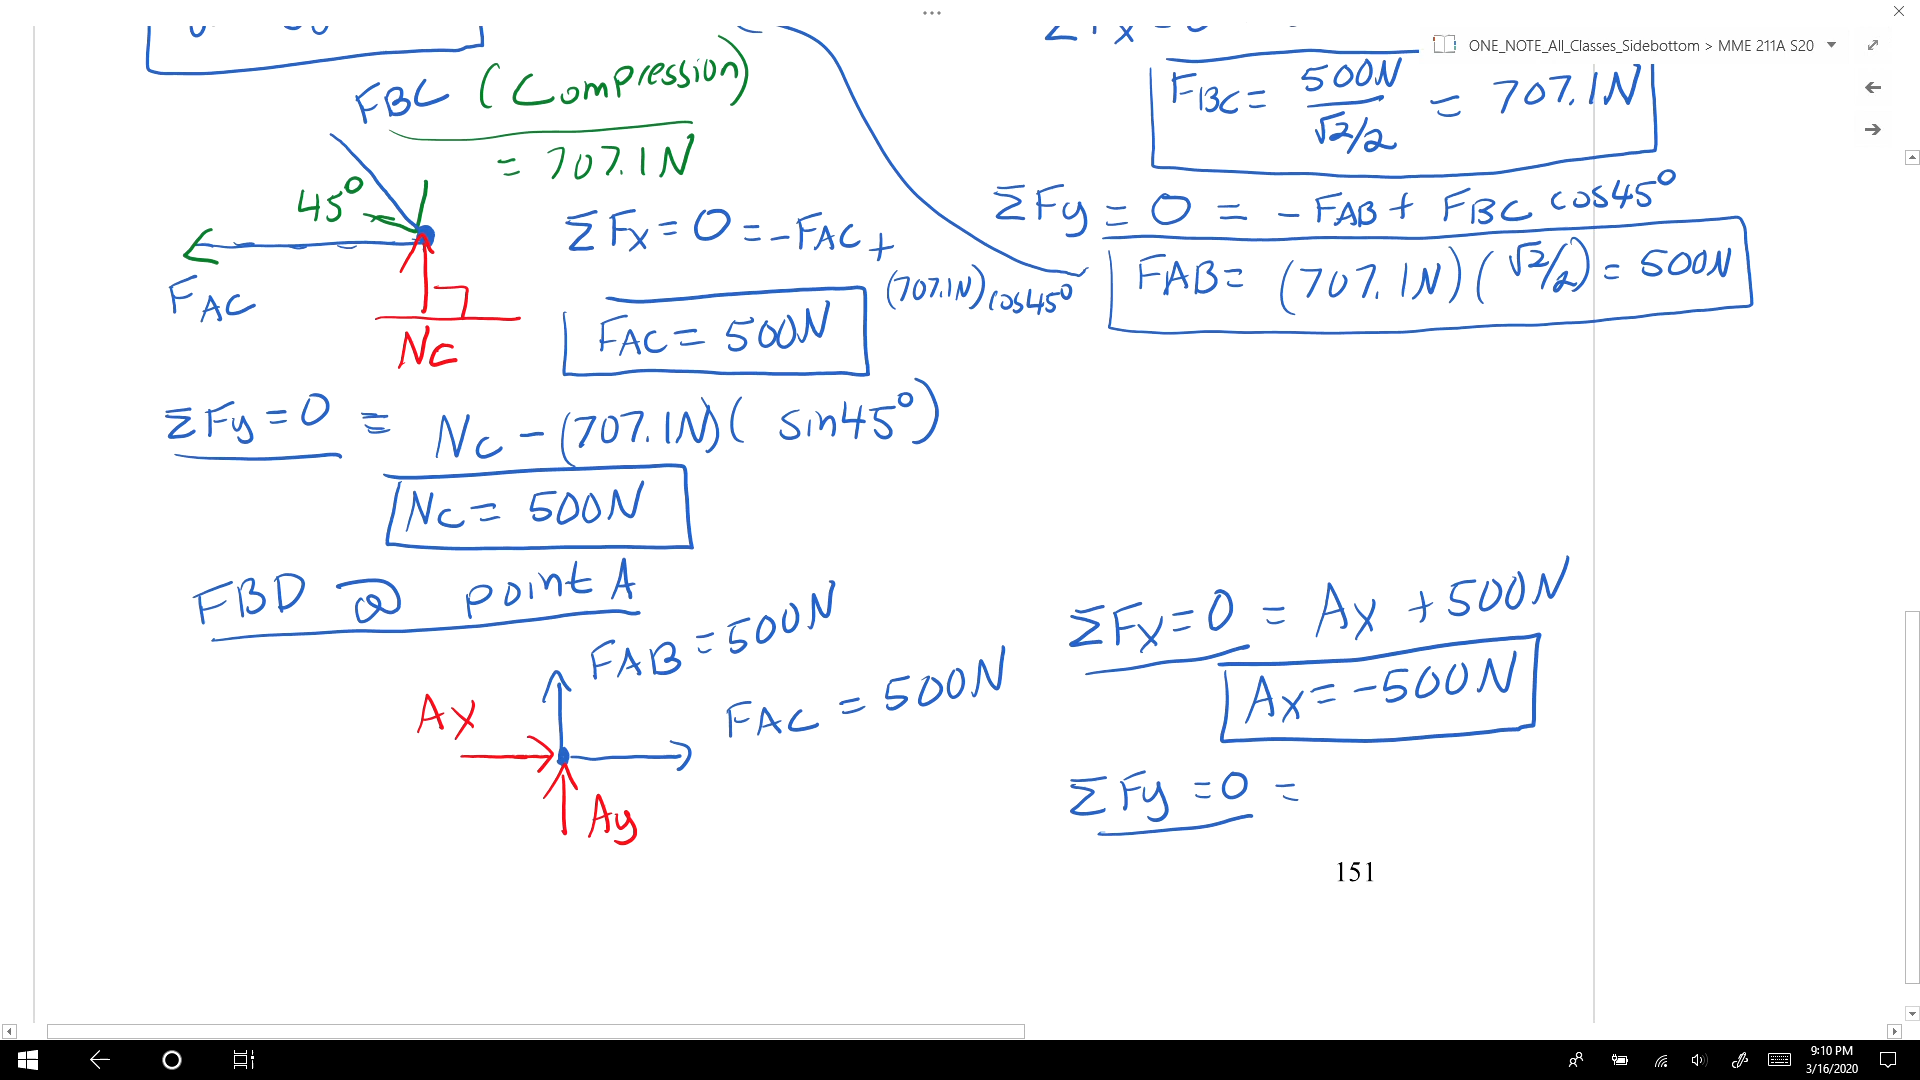 ONE_NOTE_All_Classes_Sidebottom > MME 211A S20
FBC (Compression)
= 707.1N
45°
FAC
NC
ΣFx = 0 = -FAC +
(707.1N) cos45°
FAC = 500N
FBC = 500N / √2/2 = 707.1N
ΣFy = 0 = -FAB + FBC cos45°
FAB = (707.1N)(√2/2) = 500N
ΣFy = 0 = NC - (707.1N)(sin45°)
NC = 500N
FBD @ point A
FAB = 500N
FAC = 500N
Ax
Ay
ΣFx = 0 = Ax + 500N
Ax = -500N
ΣFy = 0 =
151
9:10 PM
3/16/2020